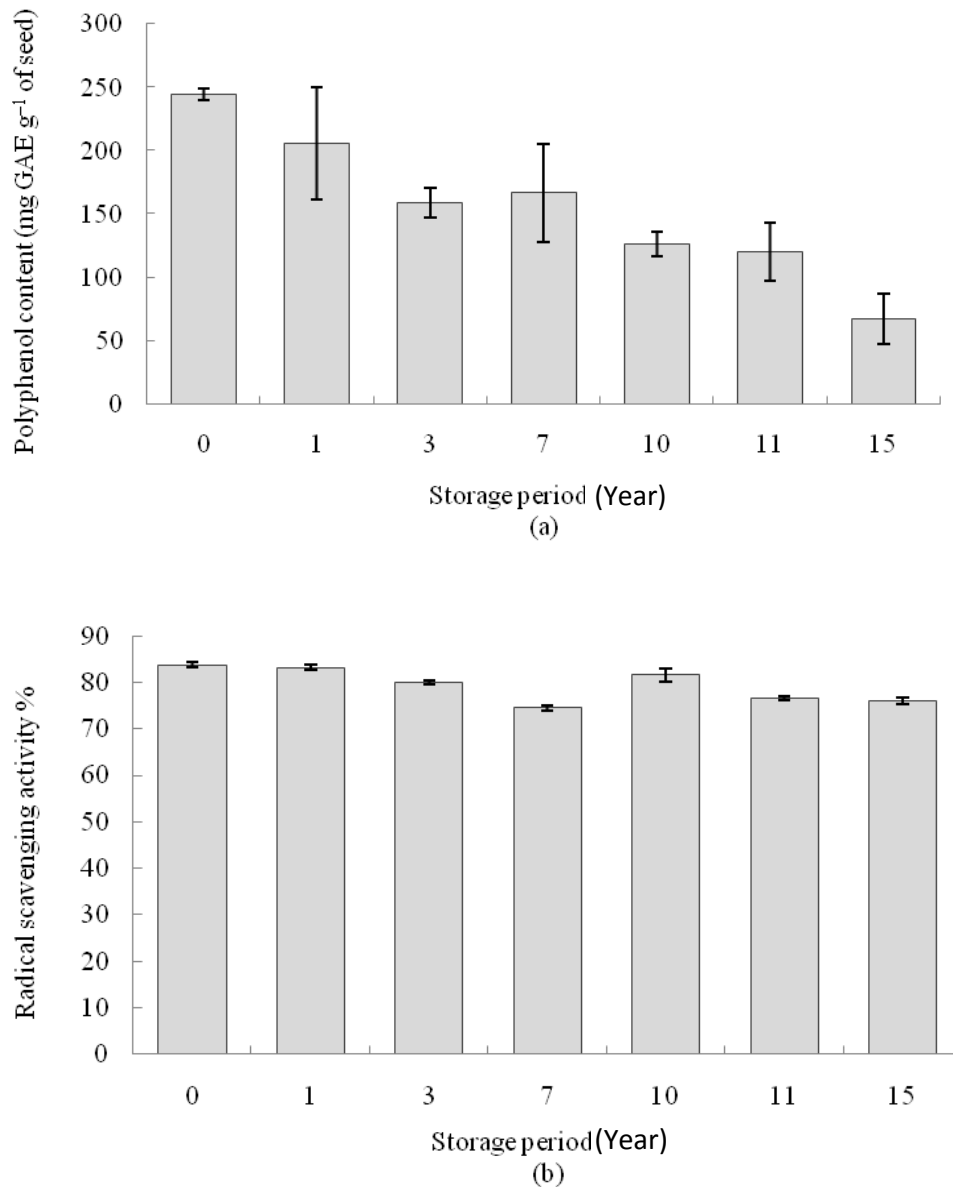 Polyphenol content (mg GAE g⁻¹ of seed)
300
250
200
150
100
50
0
0 1 3 7 10 11 15
Storage period (Year)
(a)
Radical scavenging activity %
90
80
70
60
50
40
30
20
10
0
0 1 3 7 10 11 15
Storage period (Year)
(b)